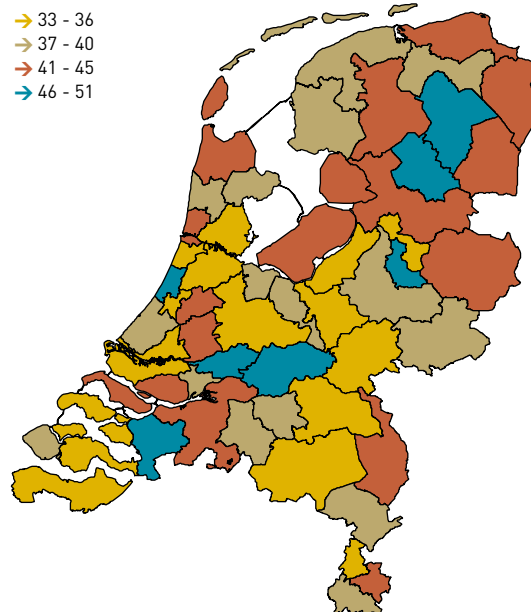 → 33 - 36
→ 37 - 40
→ 41 - 45
→ 46 - 51